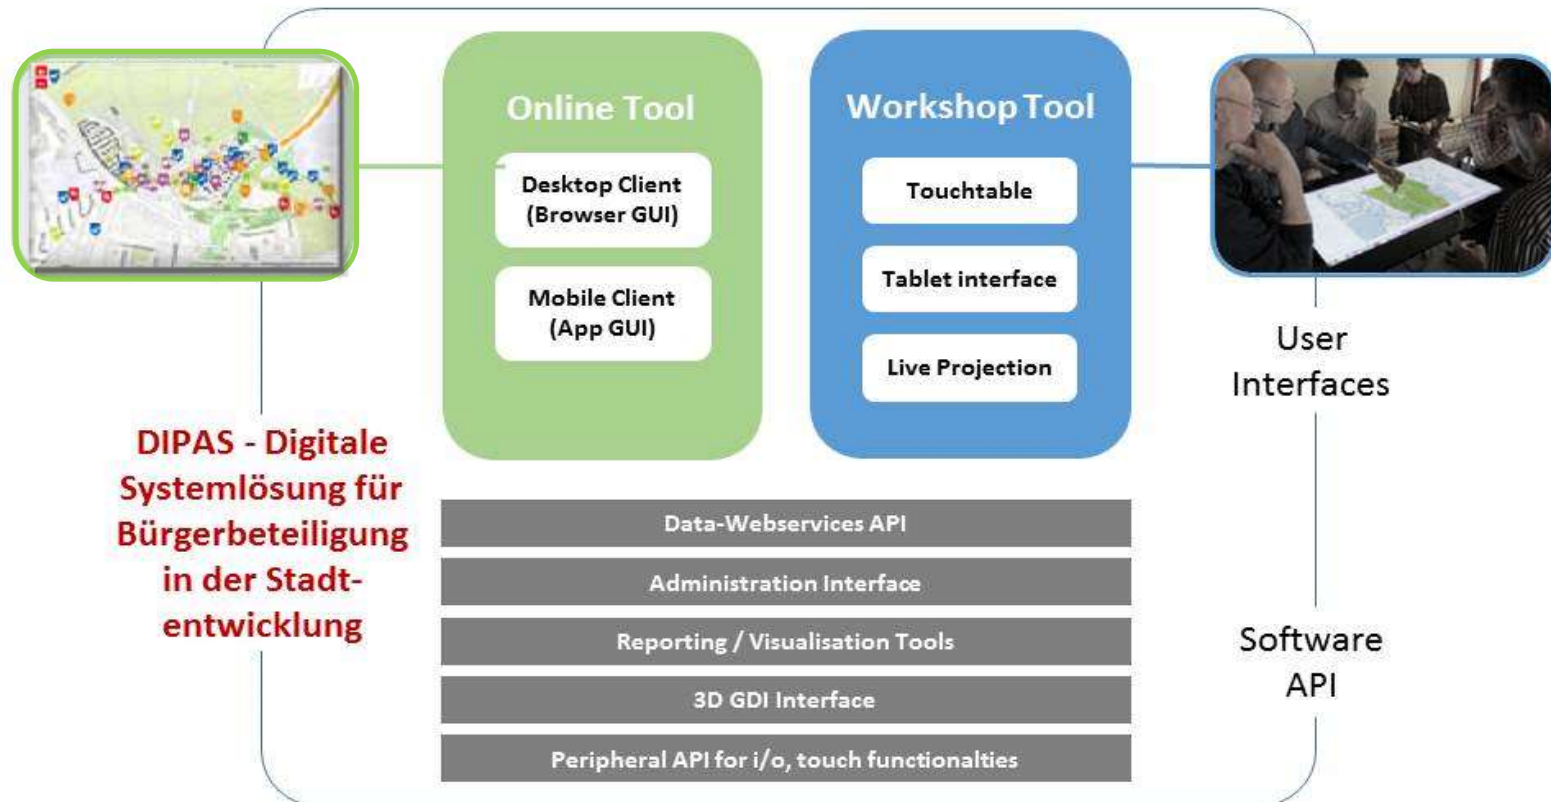 Online Tool
Desktop Client
(Browser GUI)
Mobile Client
(App GUI)
Workshop Tool
Touchtable
Tablet interface
Live Projection
User
Interfaces
DIPAS - Digitale
Systemlösung für
Bürgerbeteiligung
in der Stadt-
entwicklung
Data-Webservices API
Administration Interface
Reporting / Visualisation Tools
3D GDI Interface
Peripheral API for i/o, touch functionalties
Software
API